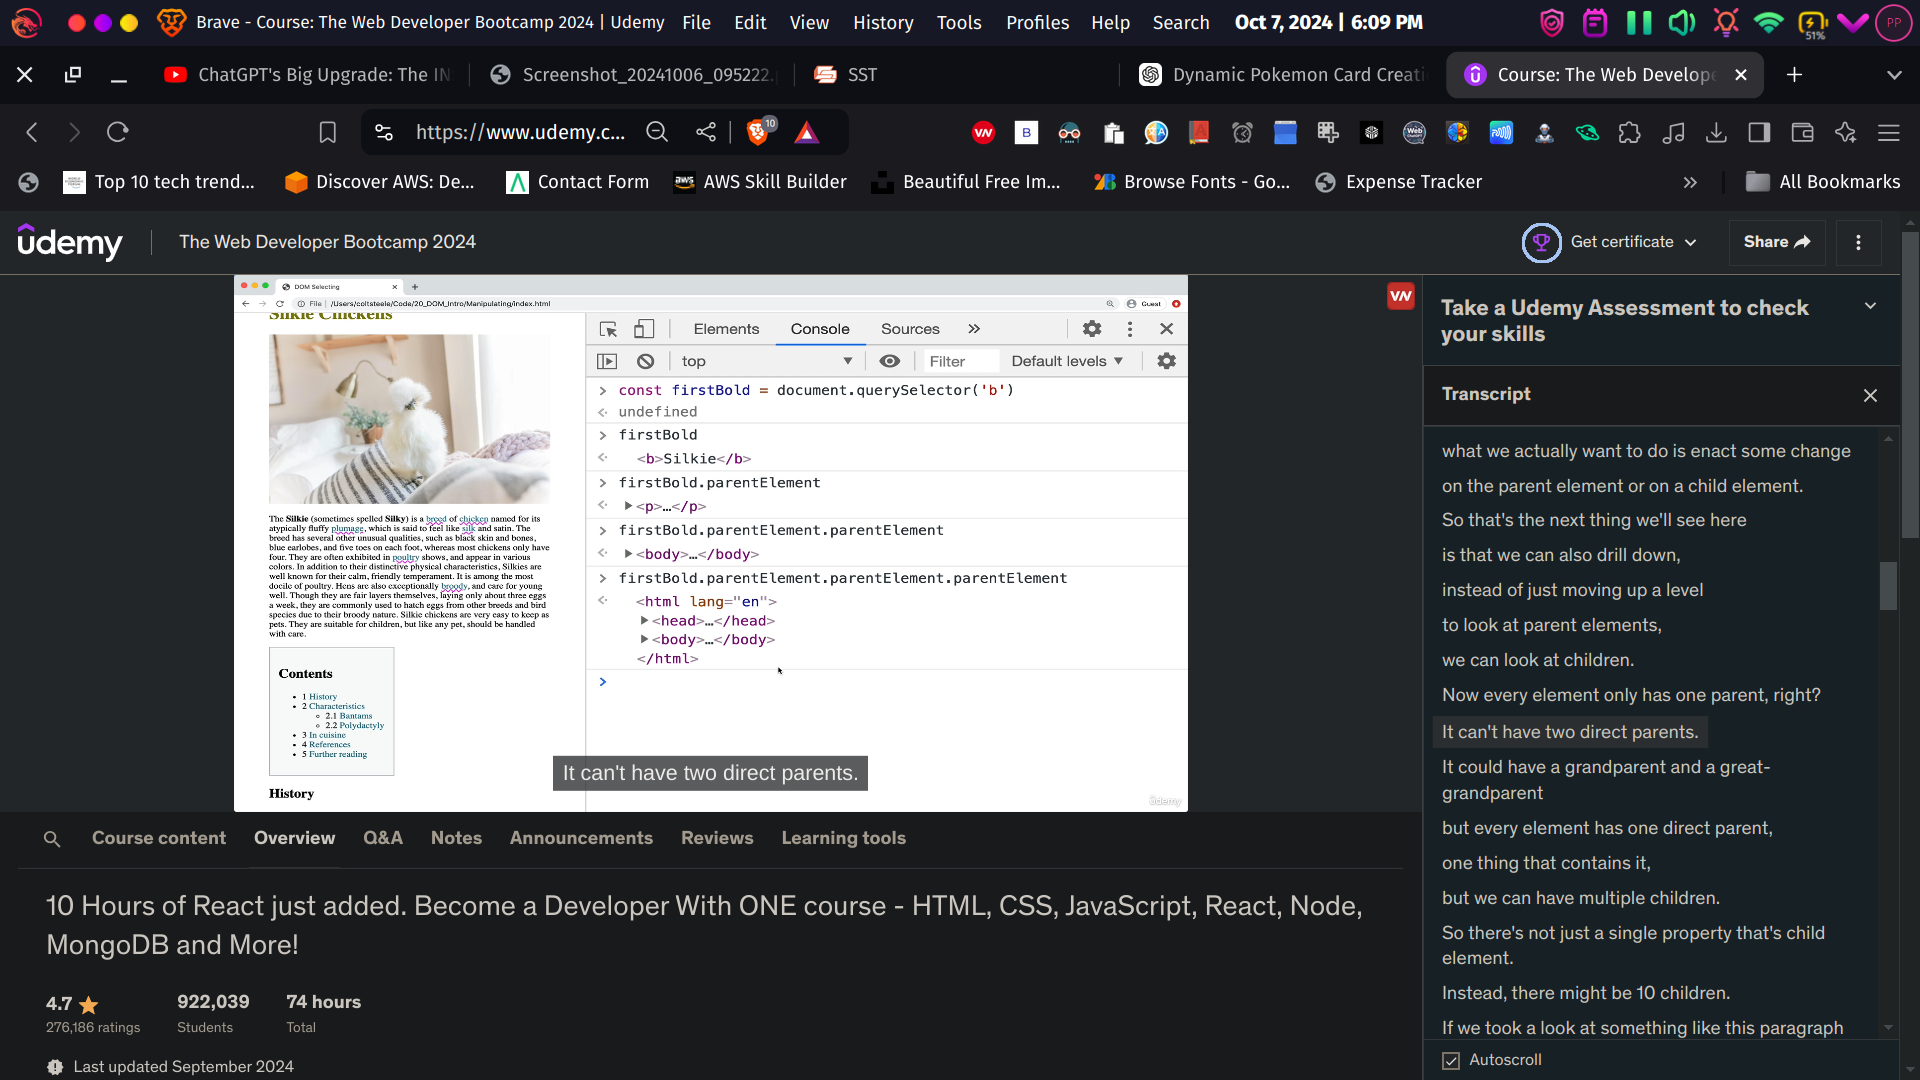 Brave - Course: The Web Developer Bootcamp 2024 | Udemy File Edit View History Tools Profiles Help Search Oct 7, 2024 | 6:09 PM 51% PP
ChatGPT's Big Upgrade: The IN Screenshot_20241006_095222. SST Dynamic Pokemon Card Creati Course: The Web Develope
https://www.udemy.c... 10 VN B
Top 10 tech trend... Discover AWS: De... Contact Form AWS Skill Builder Beautiful Free Im... Browse Fonts - Go... Expense Tracker All Bookmarks
udemy The Web Developer Bootcamp 2024 Get certificate Share
DOM Selecting
File | /Users/coltsteele/Code/20_DOM_Intro/Manipulating/index.html Guest
Silkie Chickens
The Silkie (sometimes spelled Silky) is a breed of chicken named for its
atypically fluffy plumage, which is said to feel like silk and satin. The
breed has several other unusual qualities, such as black skin and bones,
blue earlobes, and five toes on each foot, whereas most chickens only have
four. They are often exhibited in poultry shows, and appear in various
colors. In addition to their distinctive physical characteristics, Silkies are
well known for their calm, friendly temperament. It is among the most
docile of poultry. Hens are also exceptionally broody, and care for young
well. Though they are fair layers themselves, laying only about three eggs
a week, they are commonly used to hatch eggs from other breeds and bird
species due to their broody nature. Silkie chickens are very easy to keep as
pets. They are suitable for children, but like any pet, should be handled
with care.
Contents
1 History
2 Characteristics
2.1 Bantams
2.2 Polydactyly
3 In cuisine
4 References
5 Further reading
History
Elements Console Sources
top Filter Default levels
const firstBold = document.querySelector('b')
undefined
firstBold
<b>Silkie</b>
firstBold.parentElement
<p>…</p>
firstBold.parentElement.parentElement
<body>…</body>
firstBold.parentElement.parentElement.parentElement
<html lang="en">
<head>…</head>
<body>…</body>
</html>
It can't have two direct parents.
udemy
VN
Take a Udemy Assessment to check
your skills
Transcript
what we actually want to do is enact some change
on the parent element or on a child element.
So that's the next thing we'll see here
is that we can also drill down,
instead of just moving up a level
to look at parent elements,
we can look at children.
Now every element only has one parent, right?
It can't have two direct parents.
It could have a grandparent and a great-
grandparent
but every element has one direct parent,
one thing that contains it,
but we can have multiple children.
So there's not just a single property that's child
element.
Instead, there might be 10 children.
If we took a look at something like this paragraph
Autoscroll
Course content Overview Q&A Notes Announcements Reviews Learning tools
10 Hours of React just added. Become a Developer With ONE course - HTML, CSS, JavaScript, React, Node,
MongoDB and More!
4.7 922,039 74 hours
276,186 ratings Students Total
Last updated September 2024